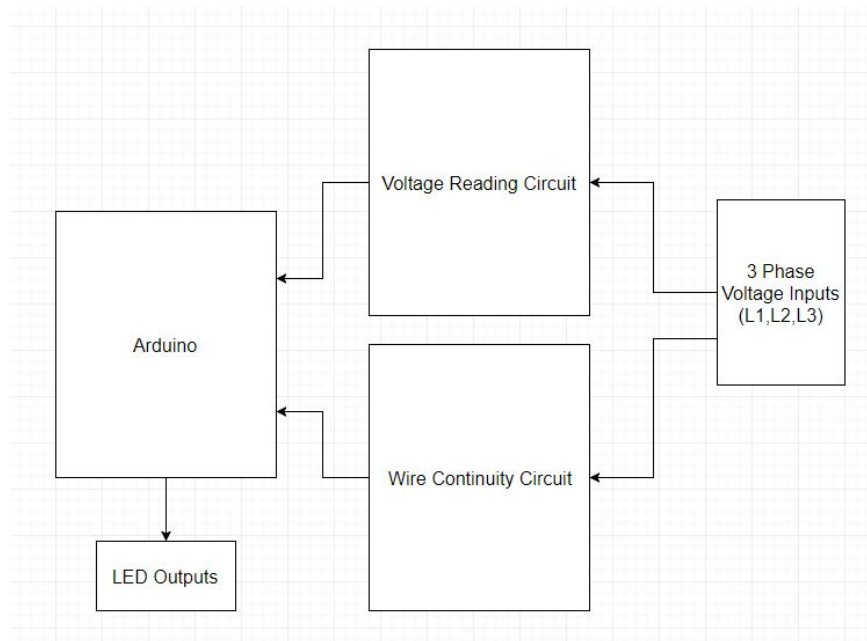 Voltage Reading Circuit
3 Phase
Voltage Inputs
(L1,L2,L3)
Arduino
Wire Continuity Circuit
LED Outputs